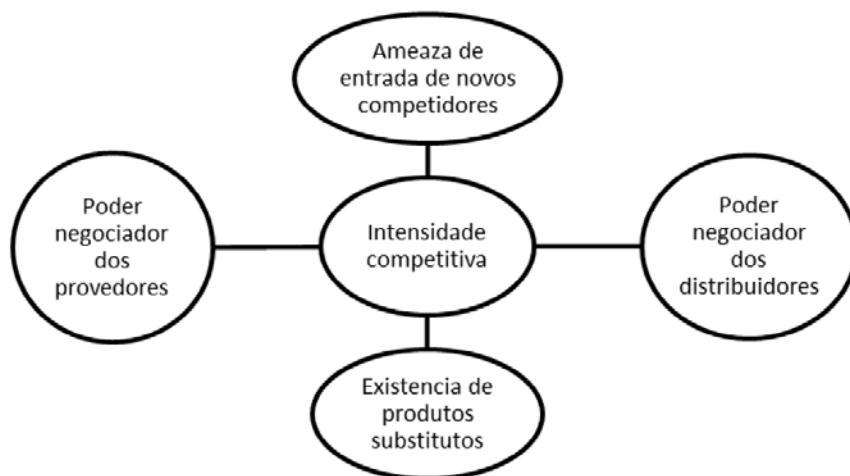 Ameaza de
entrada de novos
competidores
Poder
negociador
dos
provedores
Intensidade
competitiva
Poder
negociador
dos
distribuidores
Existencia de
produtos
substitutos